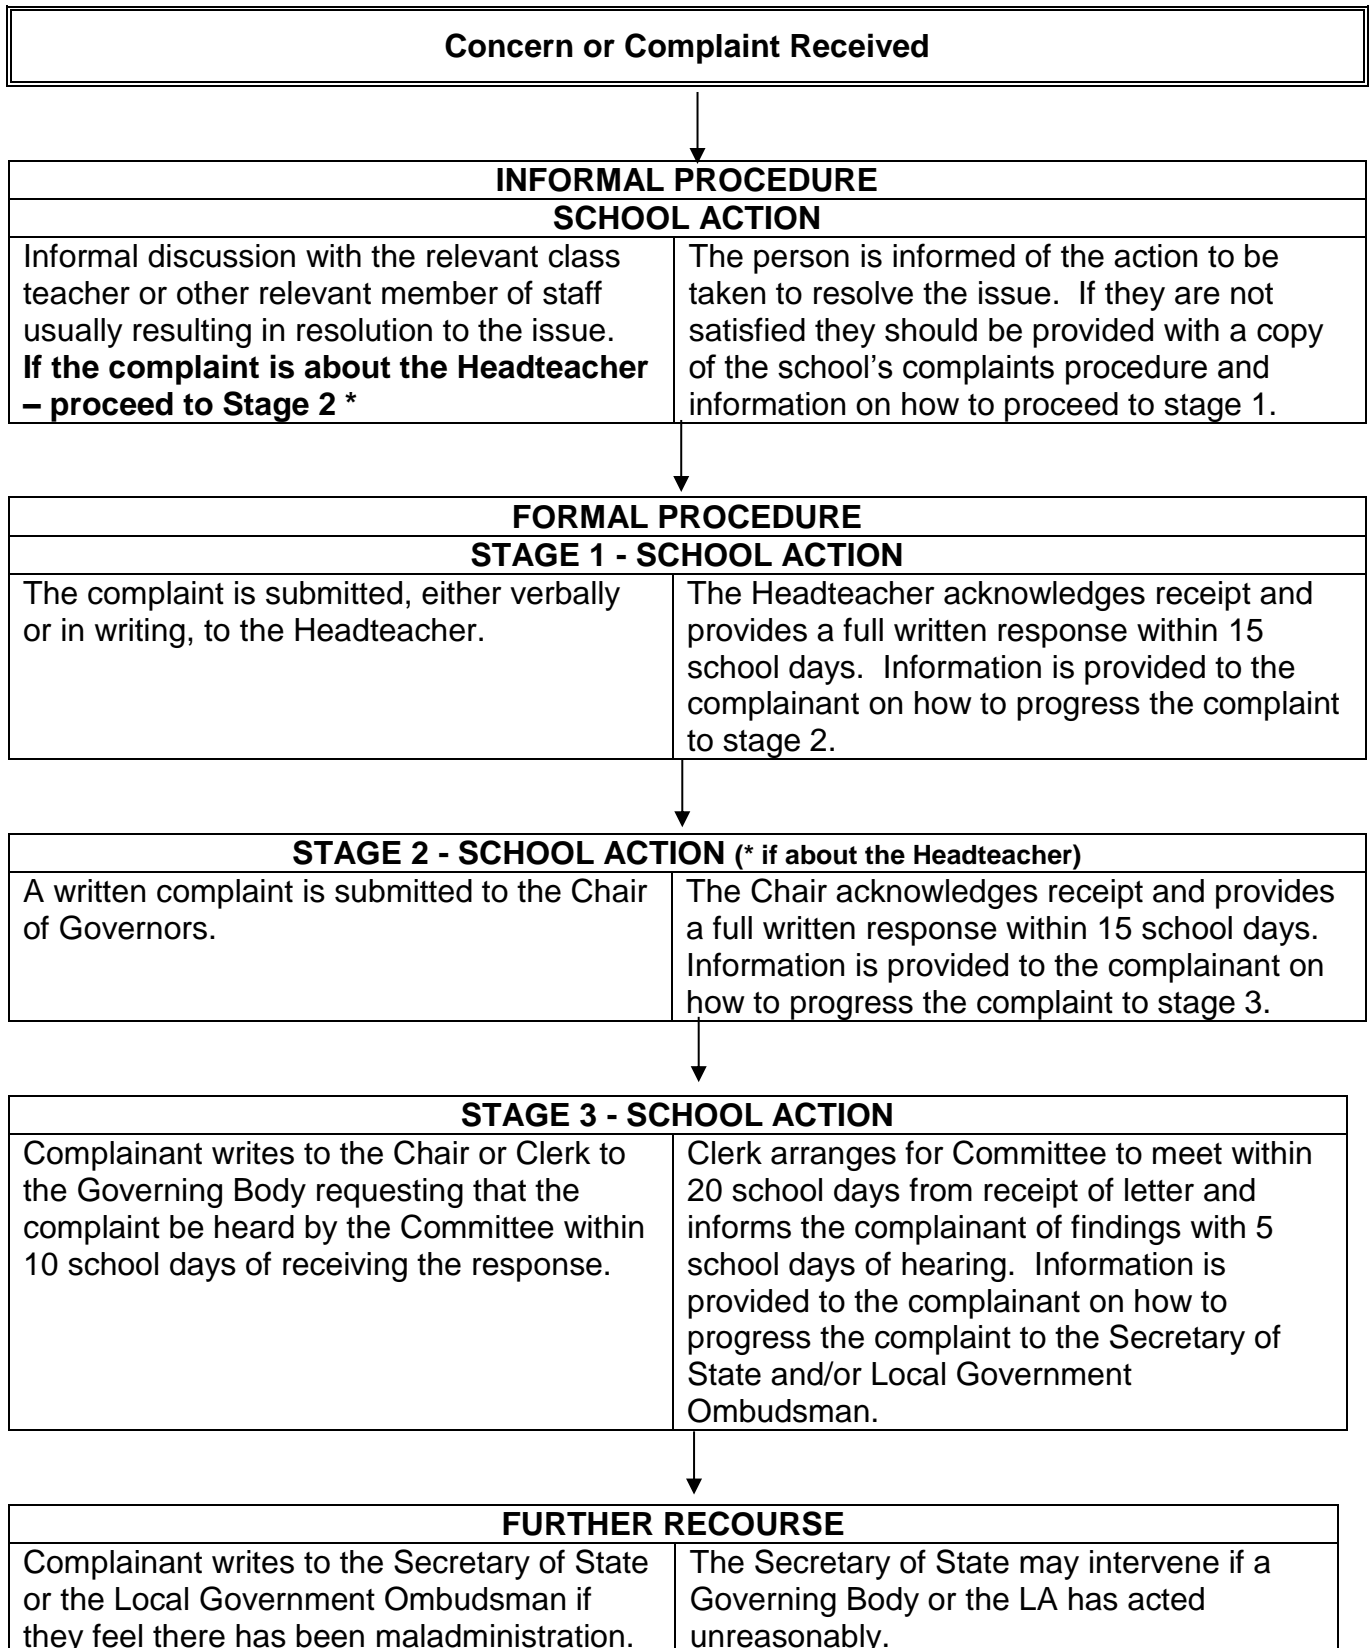 Concern or Complaint Received
INFORMAL PROCEDURE
SCHOOL ACTION
Informal discussion with the relevant class
teacher or other relevant member of staff
usually resulting in resolution to the issue.
If the complaint is about the Headteacher
– proceed to Stage 2 *
The person is informed of the action to be
taken to resolve the issue.  If they are not
satisfied they should be provided with a copy
of the school’s complaints procedure and
information on how to proceed to stage 1.
FORMAL PROCEDURE
STAGE 1 - SCHOOL ACTION
The complaint is submitted, either verbally
or in writing, to the Headteacher.
The Headteacher acknowledges receipt and
provides a full written response within 15
school days.  Information is provided to the
complainant on how to progress the complaint
to stage 2.
STAGE 2 - SCHOOL ACTION (* if about the Headteacher)
A written complaint is submitted to the Chair
of Governors.
The Chair acknowledges receipt and provides
a full written response within 15 school days.
Information is provided to the complainant on
how to progress the complaint to stage 3.
STAGE 3 - SCHOOL ACTION
Complainant writes to the Chair or Clerk to
the Governing Body requesting that the
complaint be heard by the Committee within
10 school days of receiving the response.
Clerk arranges for Committee to meet within
20 school days from receipt of letter and
informs the complainant of findings with 5
school days of hearing.  Information is
provided to the complainant on how to
progress the complaint to the Secretary of
State and/or Local Government
Ombudsman.
FURTHER RECOURSE
Complainant writes to the Secretary of State
or the Local Government Ombudsman if
they feel there has been maladministration.
The Secretary of State may intervene if a
Governing Body or the LA has acted
unreasonably.